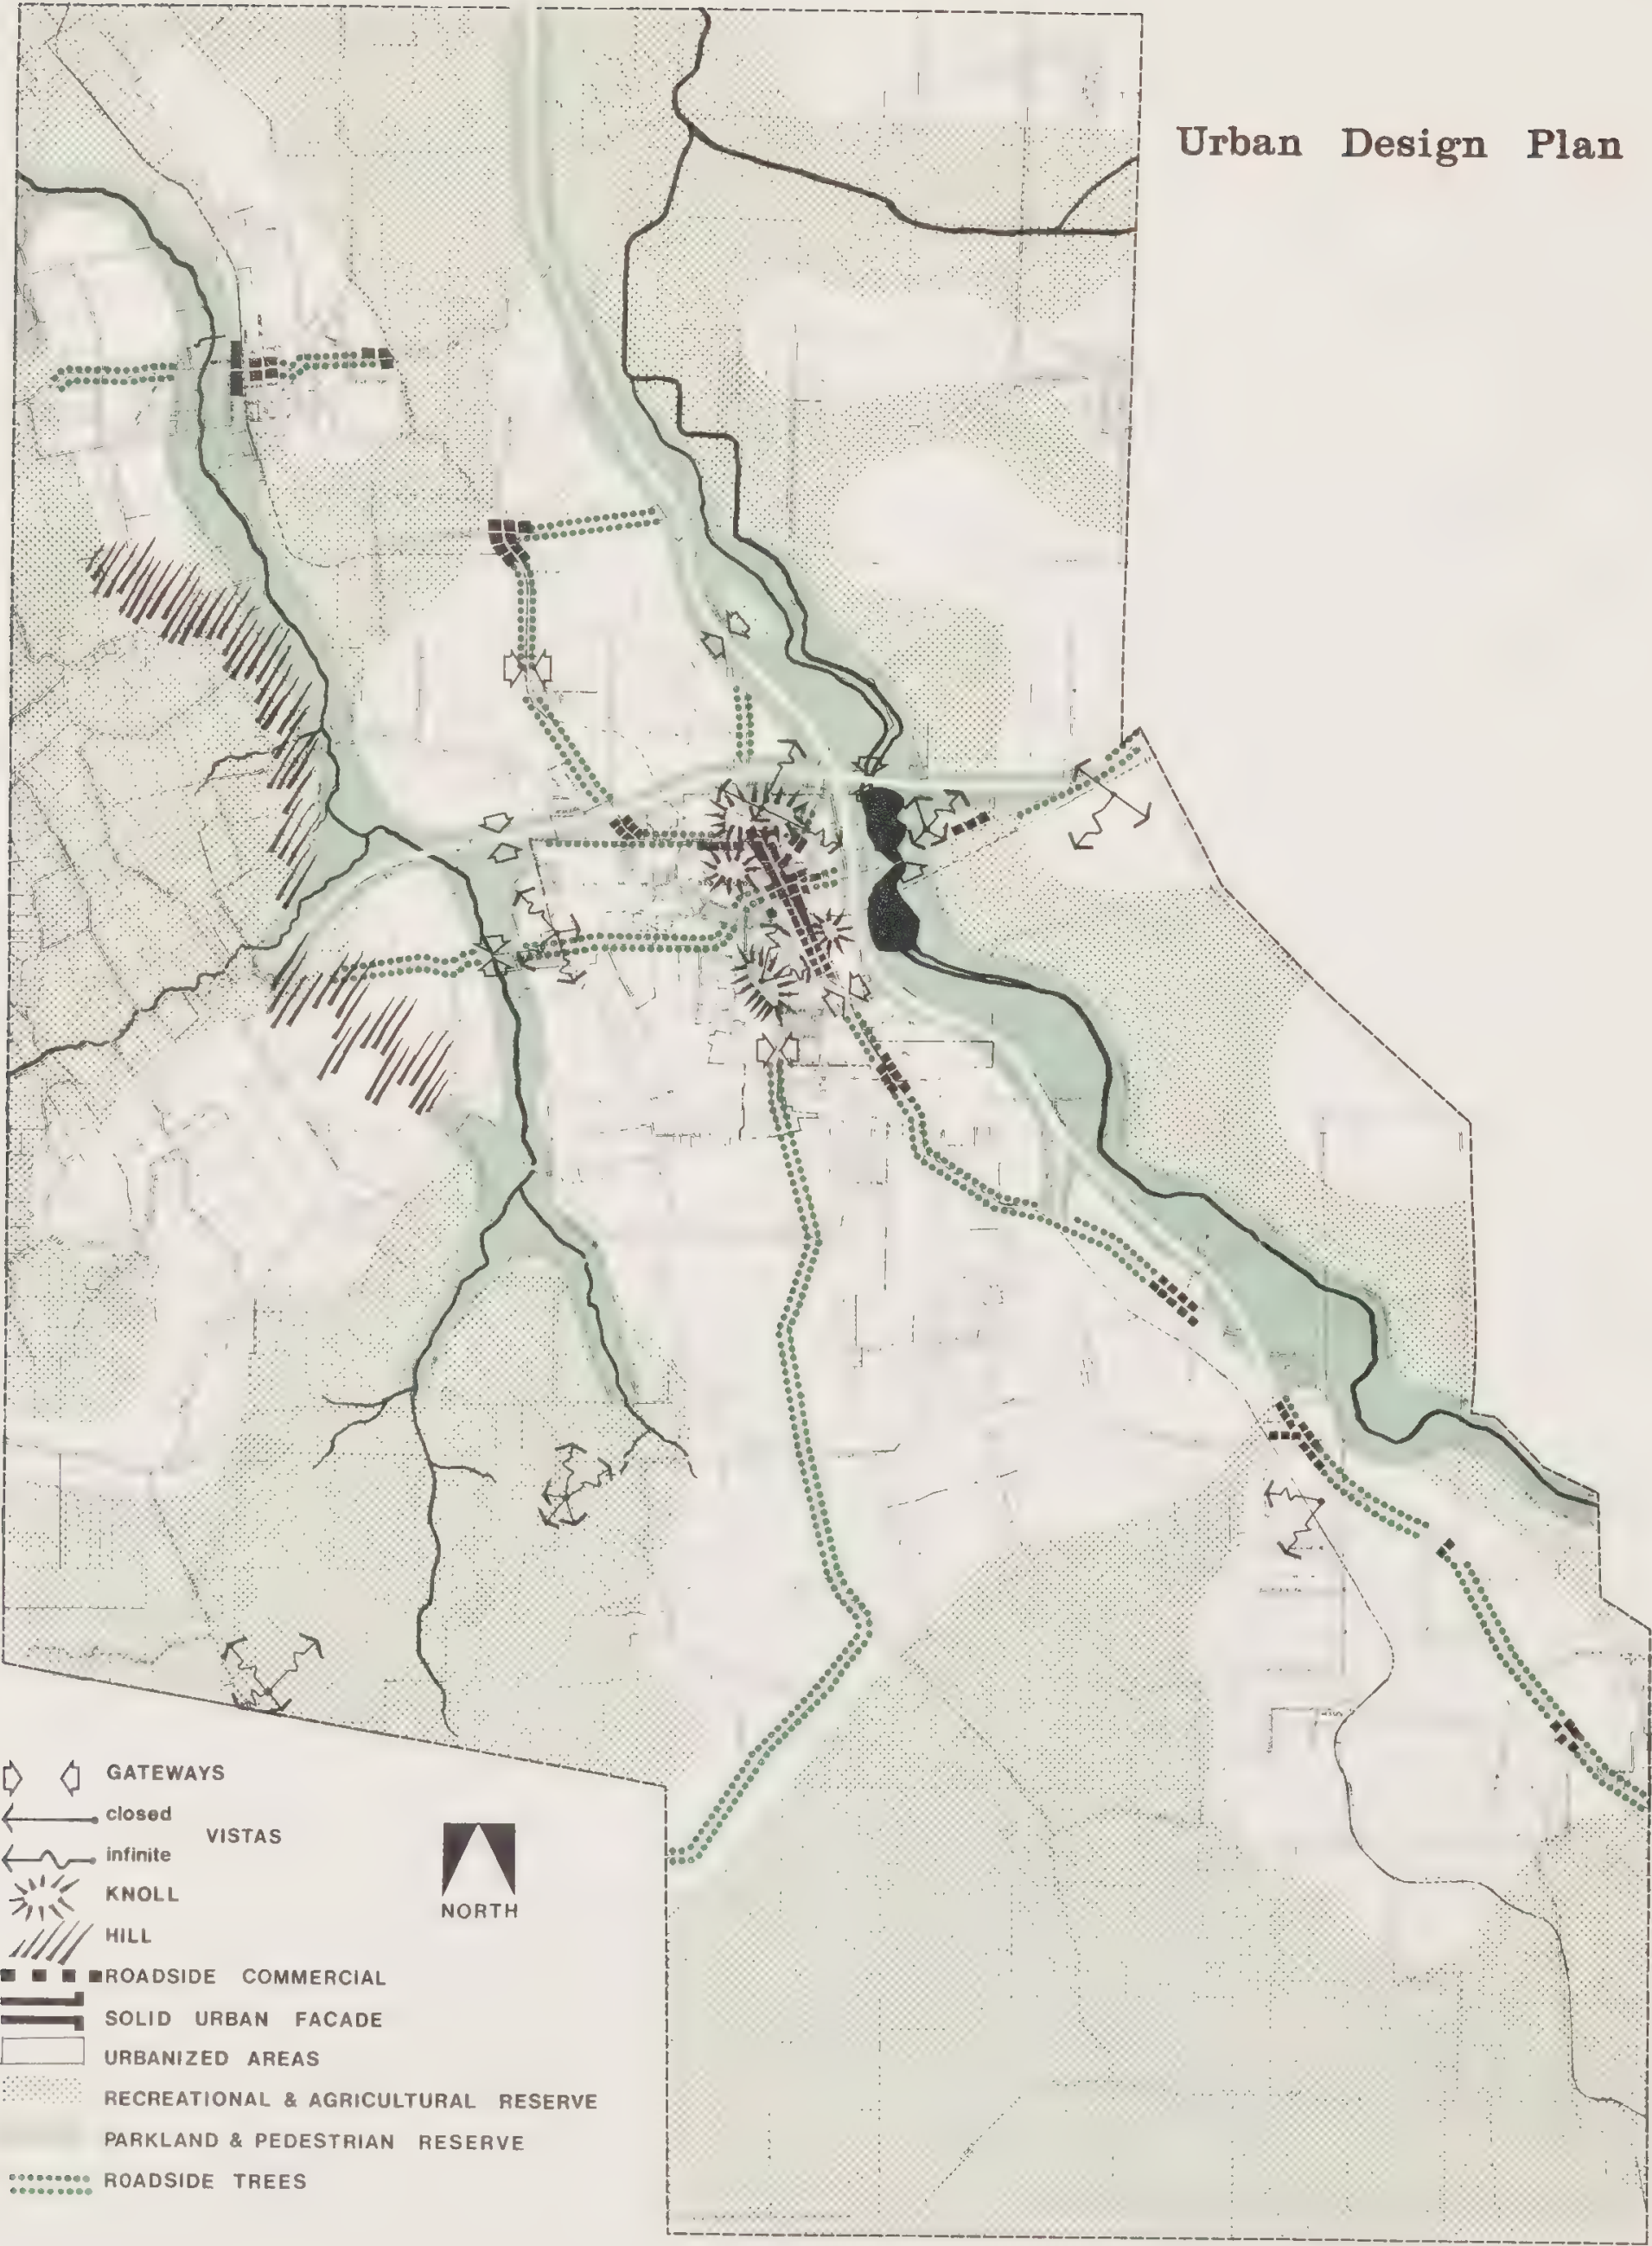 Urban Design Plan
GATEWAYS
closed
VISTAS
infinite
KNOLL
NORTH
HILL
ROADSIDE COMMERCIAL
SOLID URBAN FACADE
URBANIZED AREAS
RECREATIONAL & AGRICULTURAL RESERVE
PARKLAND & PEDESTRIAN RESERVE
ROADSIDE TREES